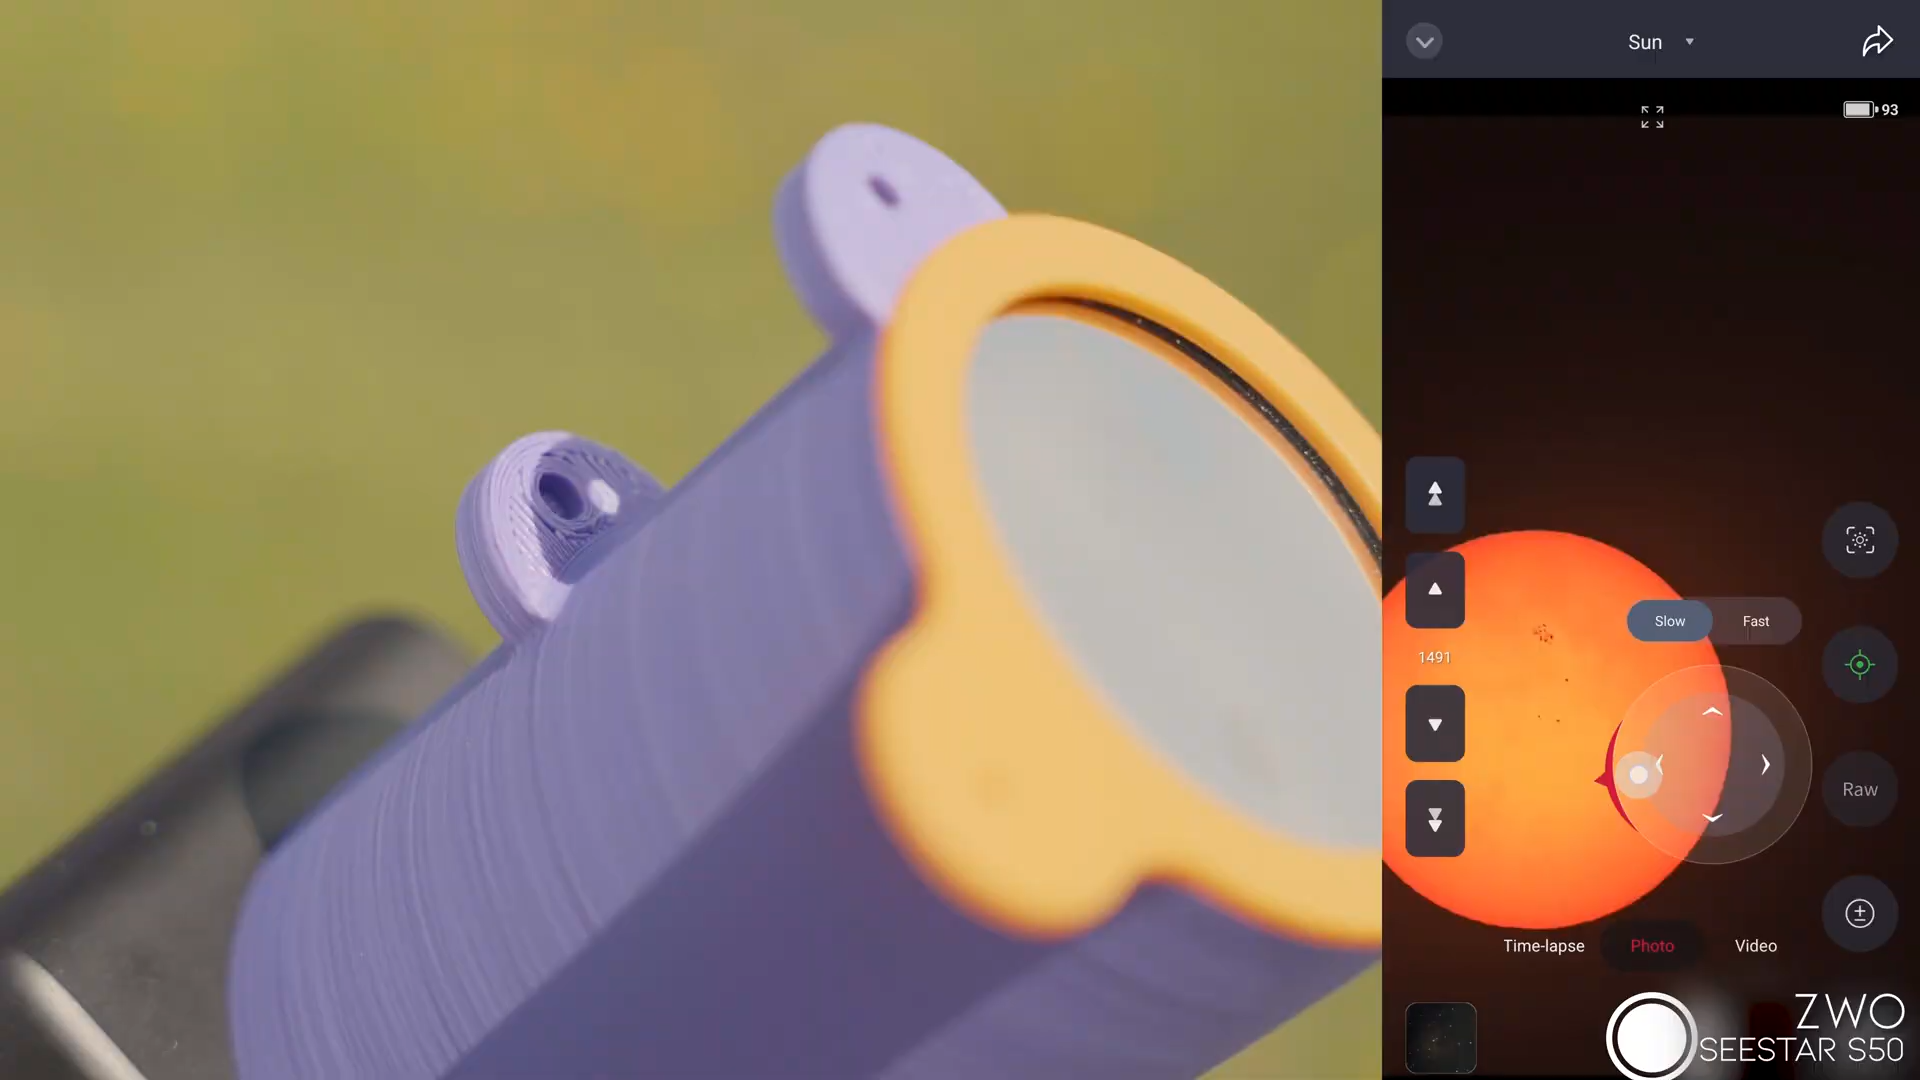 Sun
93
Slow Fast
1491
Raw
Time-lapse Photo Video
ZWO
SEESTAR S50